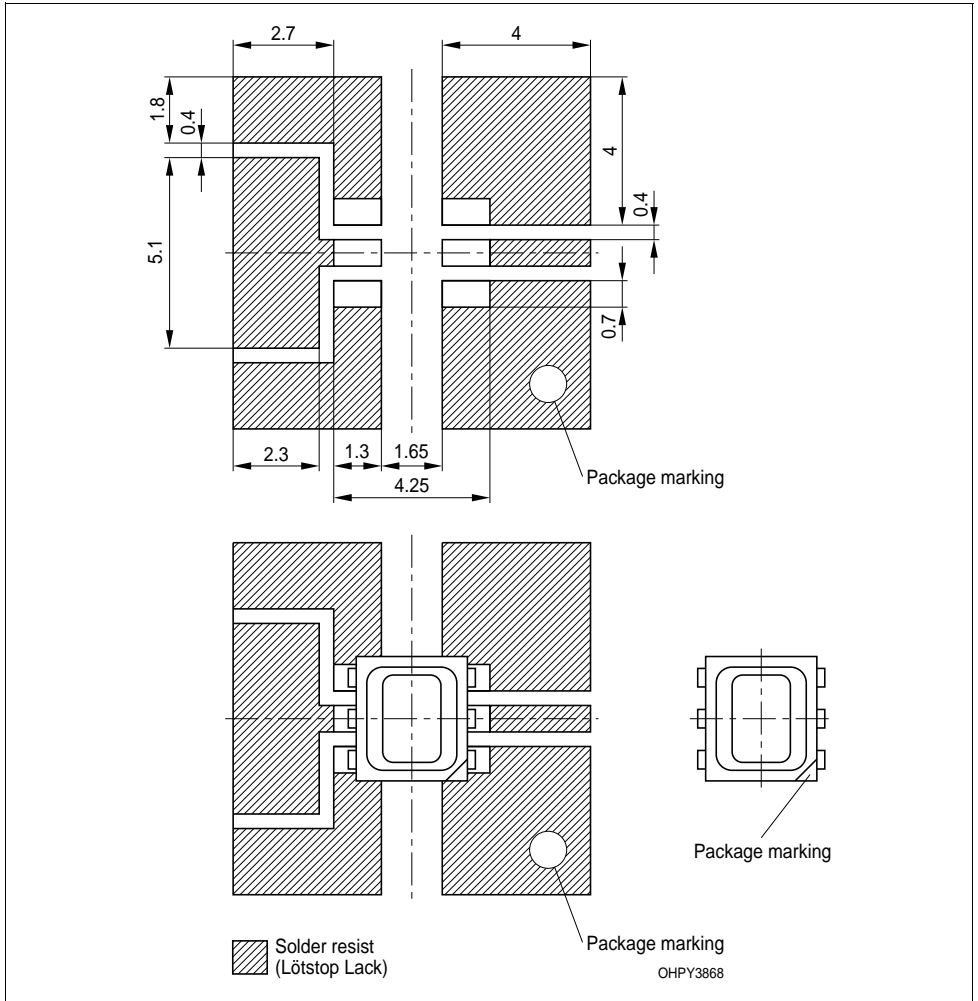 2.7
4
1.8
0.4
5.1
4
0.4
0.7
2.3
1.3
1.65
4.25
Package marking
Package marking
Package marking
Solder resist
(Lötstop Lack)
OHPY3868